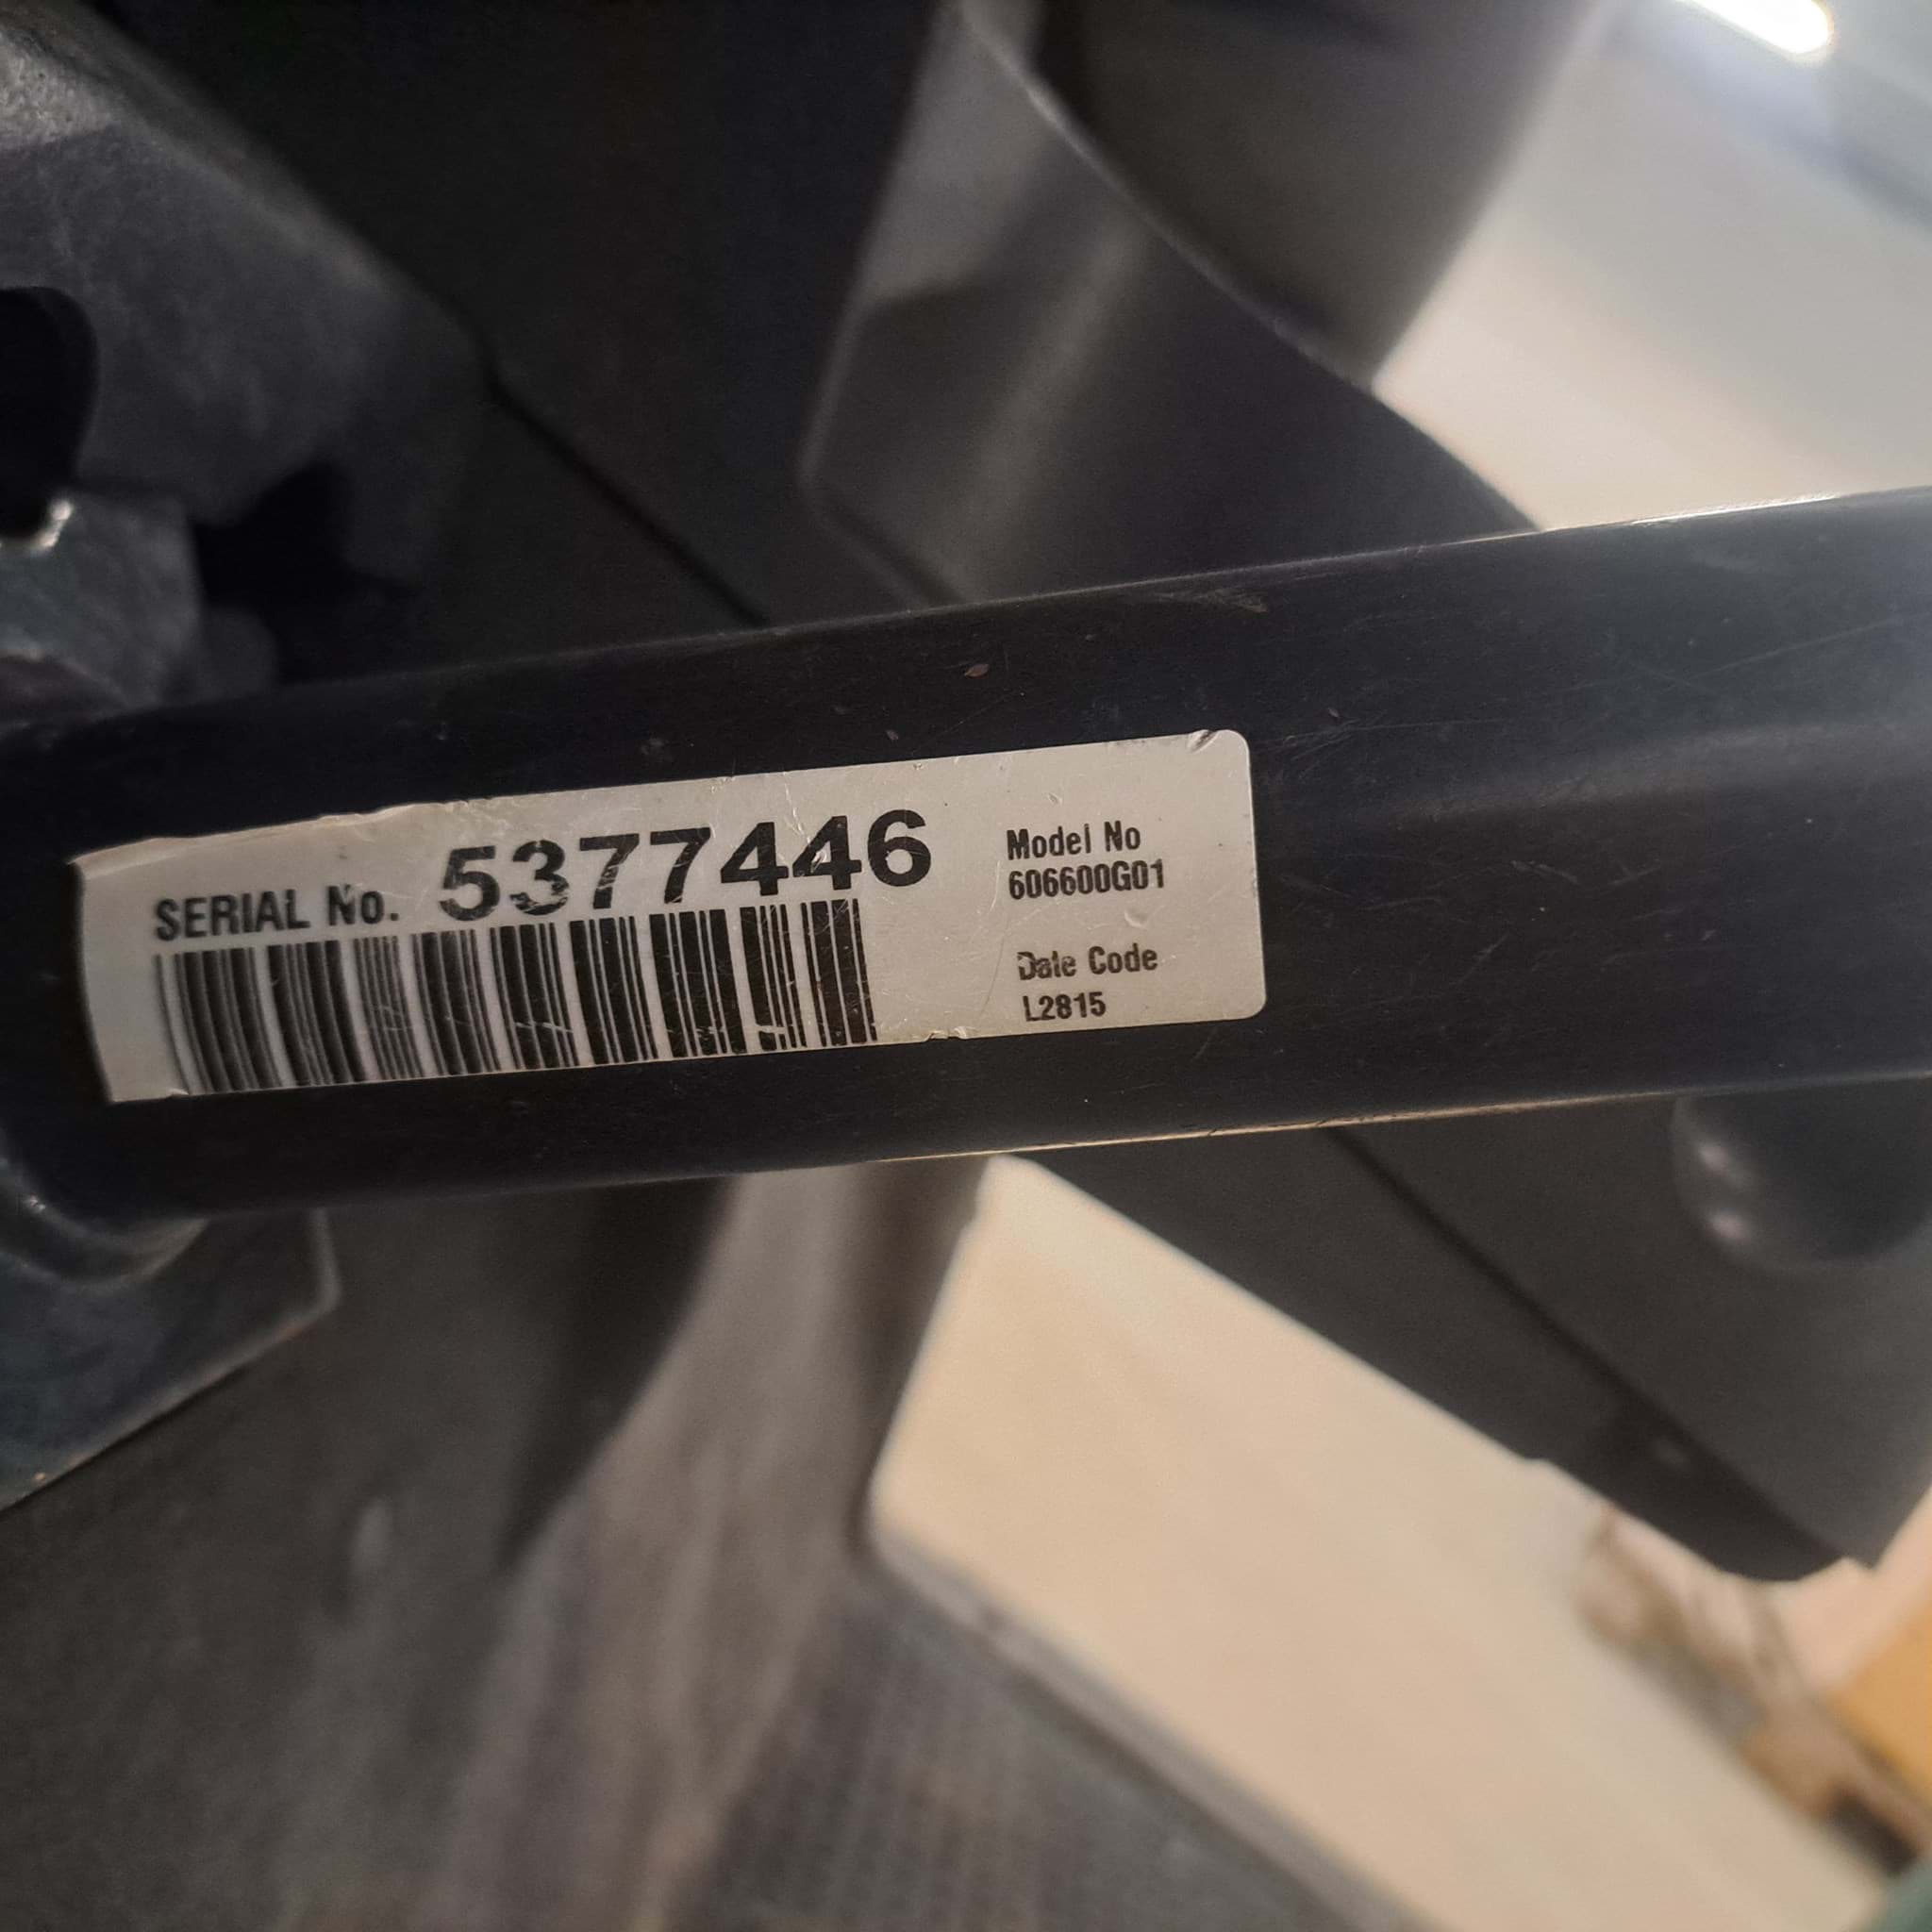 SERIAL No. 5377446
Model No
606600G01
Date Code
L2815